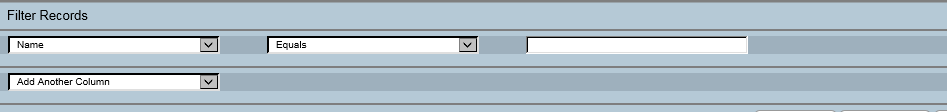 Filter Records
Name Equals
Add Another Column